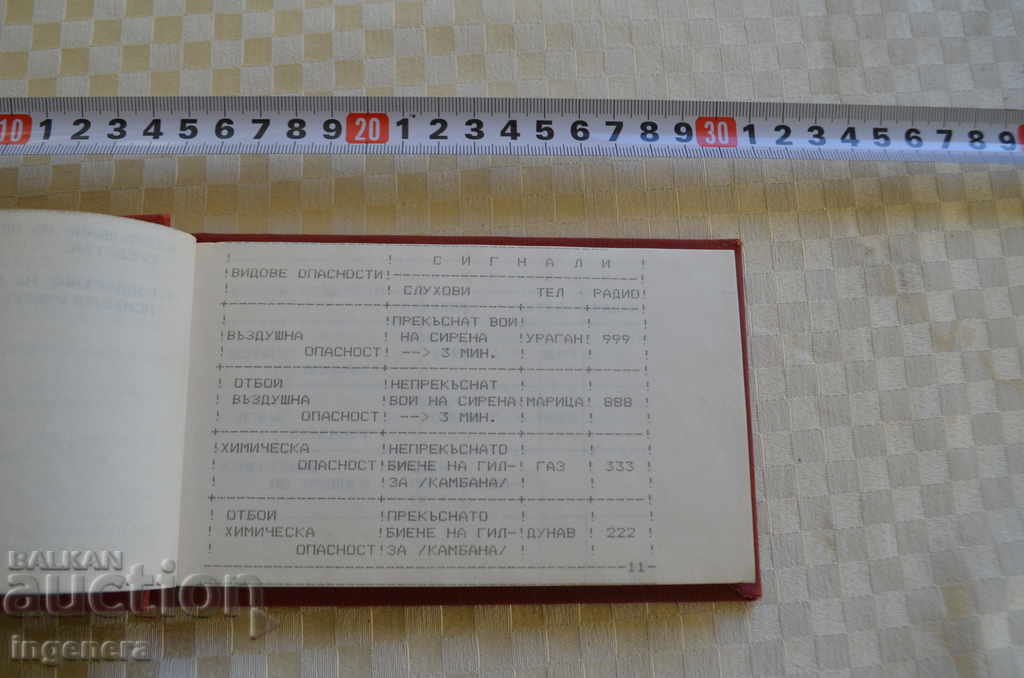 10 1 2 3 4 5 6 7 8 9 20 1 2 3 4 5 6 7 8 9 30 1 2 3 4 5 6 7 8 9
! ! С И Г Н А Л И !
!ВИДОВЕ ОПАСНОСТИ!
! ! СЛУХОВИ ! ТЕЛ ! РАДИО!
! !ПРЕКЪСНАТ ВОИ! ! !
!ВЪЗДУШНА ! НА СИРЕНА !УРАГАН! 999 !
! ОПАСНОСТ! --> 3 МИН. ! ! !
! ОТБОИ !НЕПРЕКЪСНАТ ! ! !
! ВЪЗДУШНА !ВОИ НА СИРЕНА!МАРИЦА! 888 !
! ОПАСНОСТ! --> 3 МИН. ! ! !
!ХИМИЧЕСКА !НЕПРЕКЪСНАТО ! ! !
! ОПАСНОСТ!БИЕНЕ НА ГИЛ-! ГАЗ ! 333 !
! !ЗА /КАМБАНА/ ! ! !
! ОТБОИ !ПРЕКЪСНАТО ! ! !
! ХИМИЧЕСКА !БИЕНЕ НА ГИЛ-!ДУНАВ ! 222 !
! ОПАСНОСТ!ЗА /КАМБАНА/ ! ! !
-11-
BALKAN
auction
ingenera